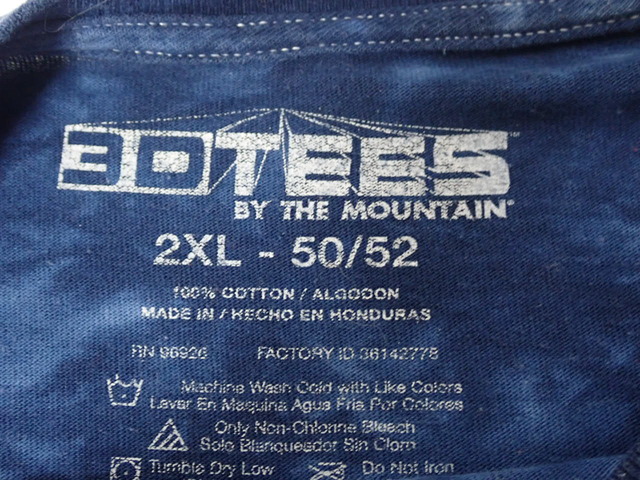 3DTEES
BY THE MOUNTAIN
2XL - 50/52
100% COTTON / ALGODON
MADE IN / HECHO EN HONDURAS
RN 96926 FACTORY ID 36142778
Machine Wash Cold with Like Colors
Lavar En Maquina Agua Fria Por Colores
Only Non-Chlorine Bleach
Solo Blanqueador Sin Cloro
Tumble Dry Low Do Not Iron